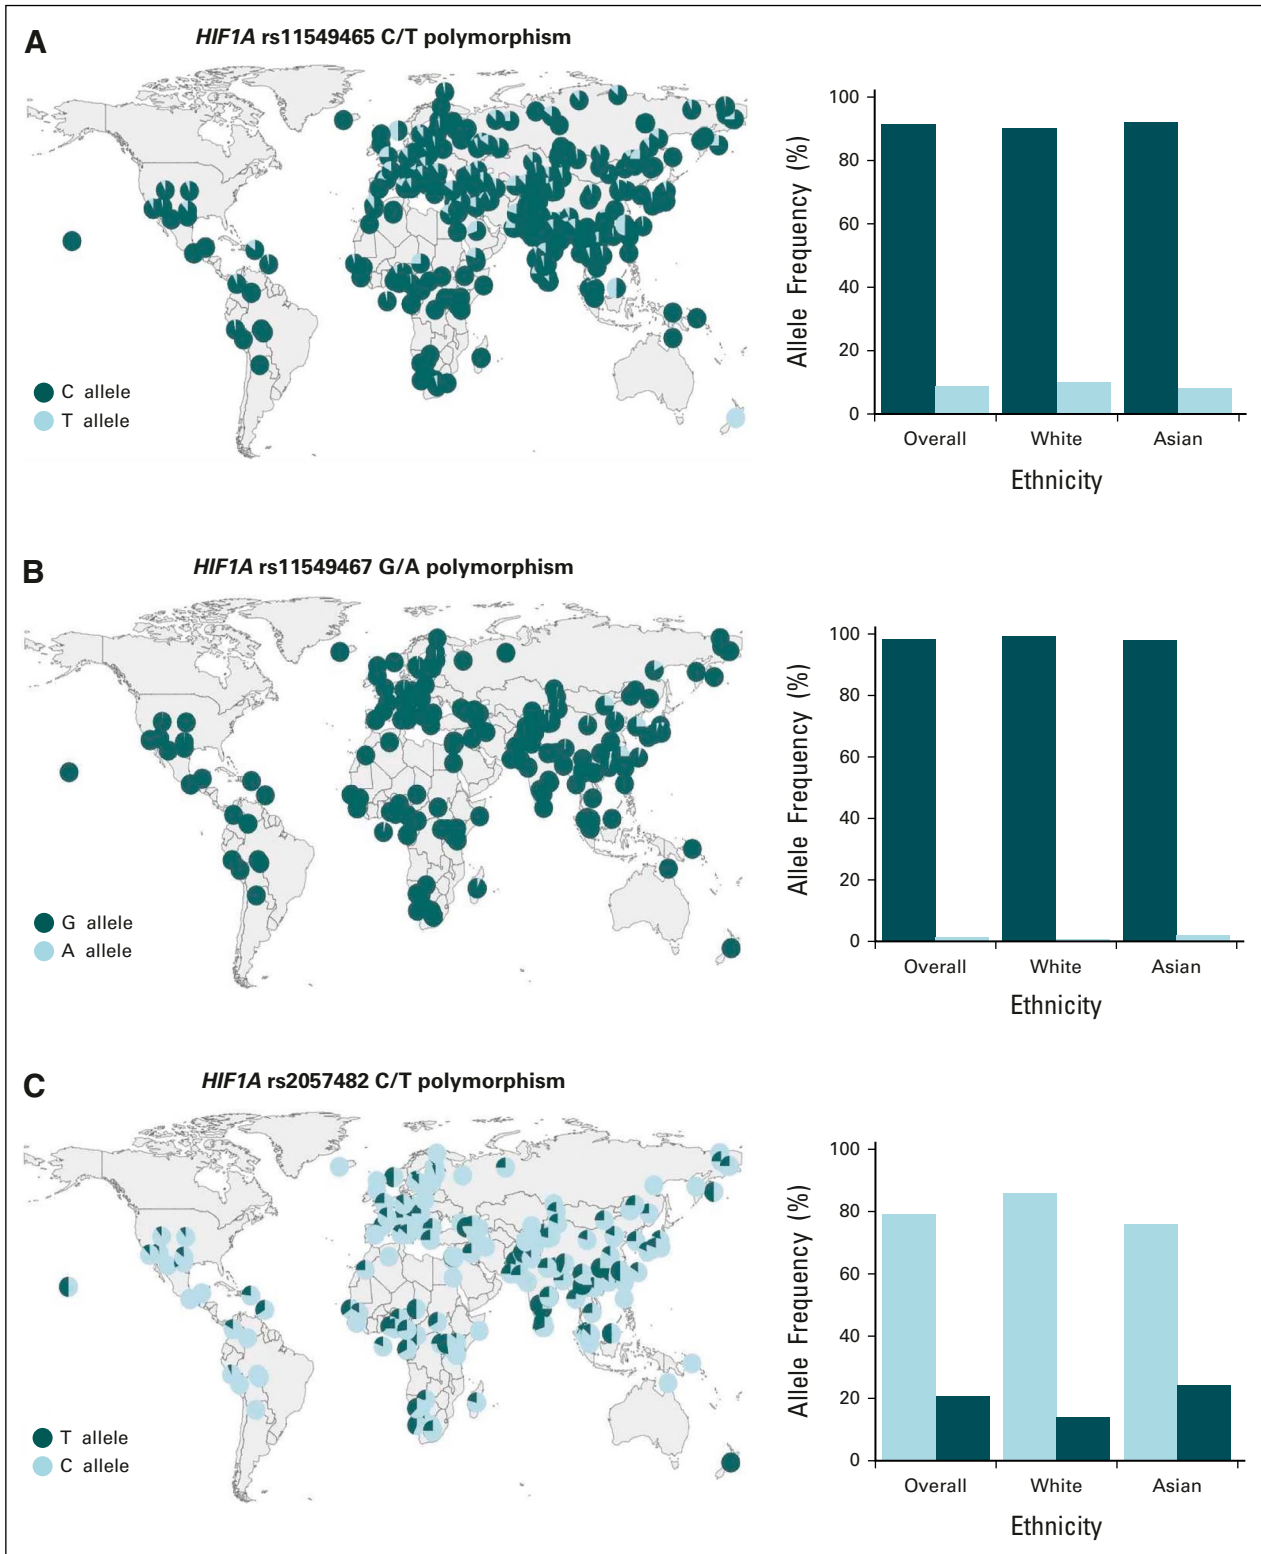 A
HIF1A rs11549465 C/T polymorphism
C allele
T allele
Allele Frequency (%)
100
80
60
40
20
0
Overall White Asian
Ethnicity
B
HIF1A rs11549467 G/A polymorphism
G allele
A allele
Allele Frequency (%)
100
80
60
40
20
0
Overall White Asian
Ethnicity
C
HIF1A rs2057482 C/T polymorphism
T allele
C allele
Allele Frequency (%)
100
80
60
40
20
0
Overall White Asian
Ethnicity